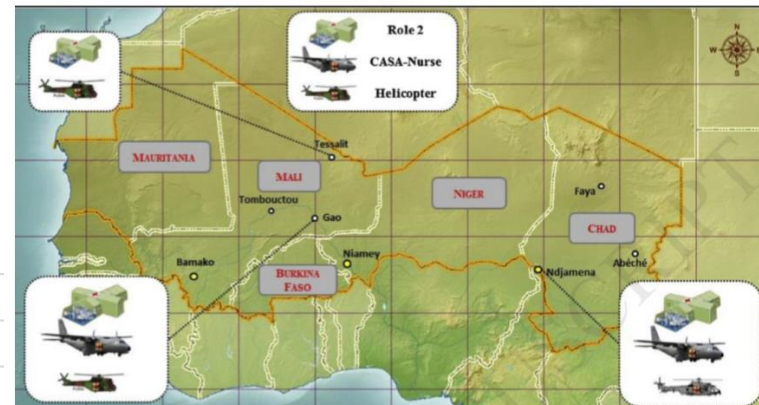 Role 2
CASA-Nurse
Helicopter
N
W
E
S
Tessalit
MAURITANIA
MALI
NIGER
Faya
Tombouctou
Gao
CHAD
Bamako
Niamey
Abéché
Ndjamena
BURKINA
FASO